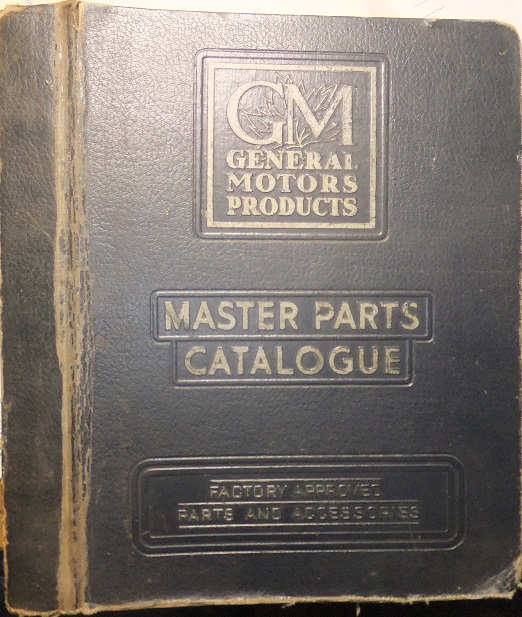 GM
GENERAL
MOTORS
PRODUCTS
MASTER PARTS
CATALOGUE
FACTORY APPROVED
PARTS AND ACCESSORIES